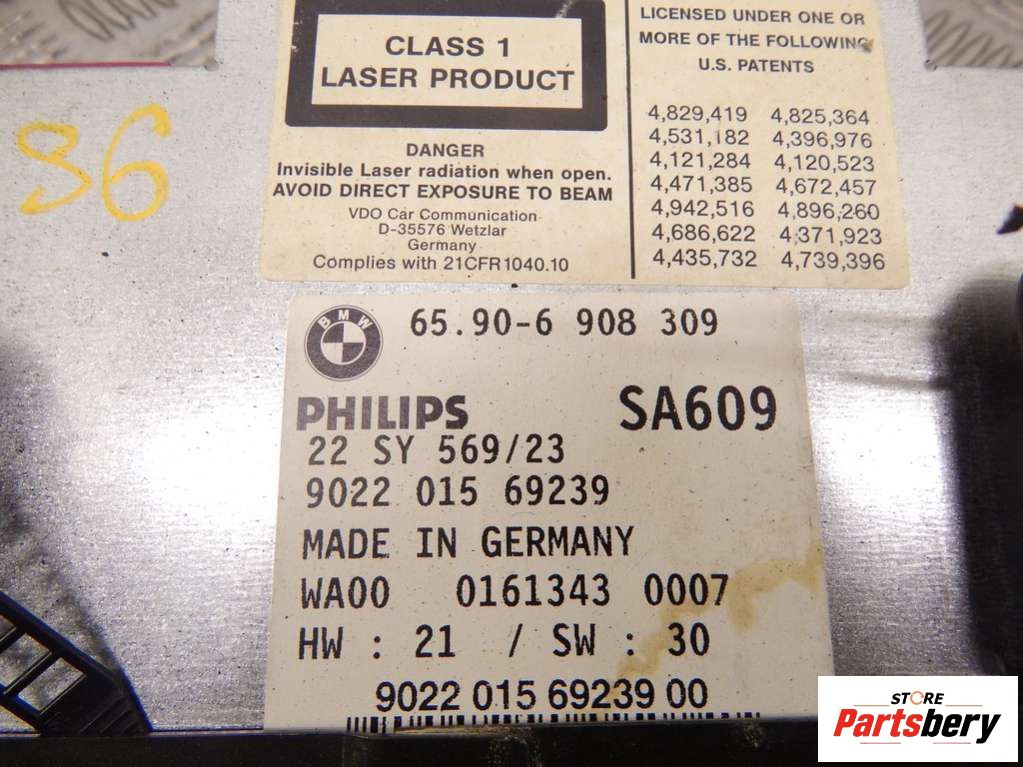 CLASS 1
LASER PRODUCT
DANGER
Invisible Laser radiation when open.
AVOID DIRECT EXPOSURE TO BEAM
VDO Car Communication
D-35576 Wetzlar
Germany
Complies with 21CFR1040.10
LICENSED UNDER ONE OR
MORE OF THE FOLLOWING
U.S. PATENTS
4,829,419 4,825,364
4,531,182 4,396,976
4,121,284 4,120,523
4,471,385 4,672,457
4,942,516 4,896,260
4,686,622 4,371,923
4,435,732 4,739,396
86
BMW
65.90-6 908 309
PHILIPS SA609
22 SY 569/23
9022 015 69239
MADE IN GERMANY
WA00 0161343 0007
HW : 21 / SW : 30
9022 015 69239 00
STORE
Partsbery